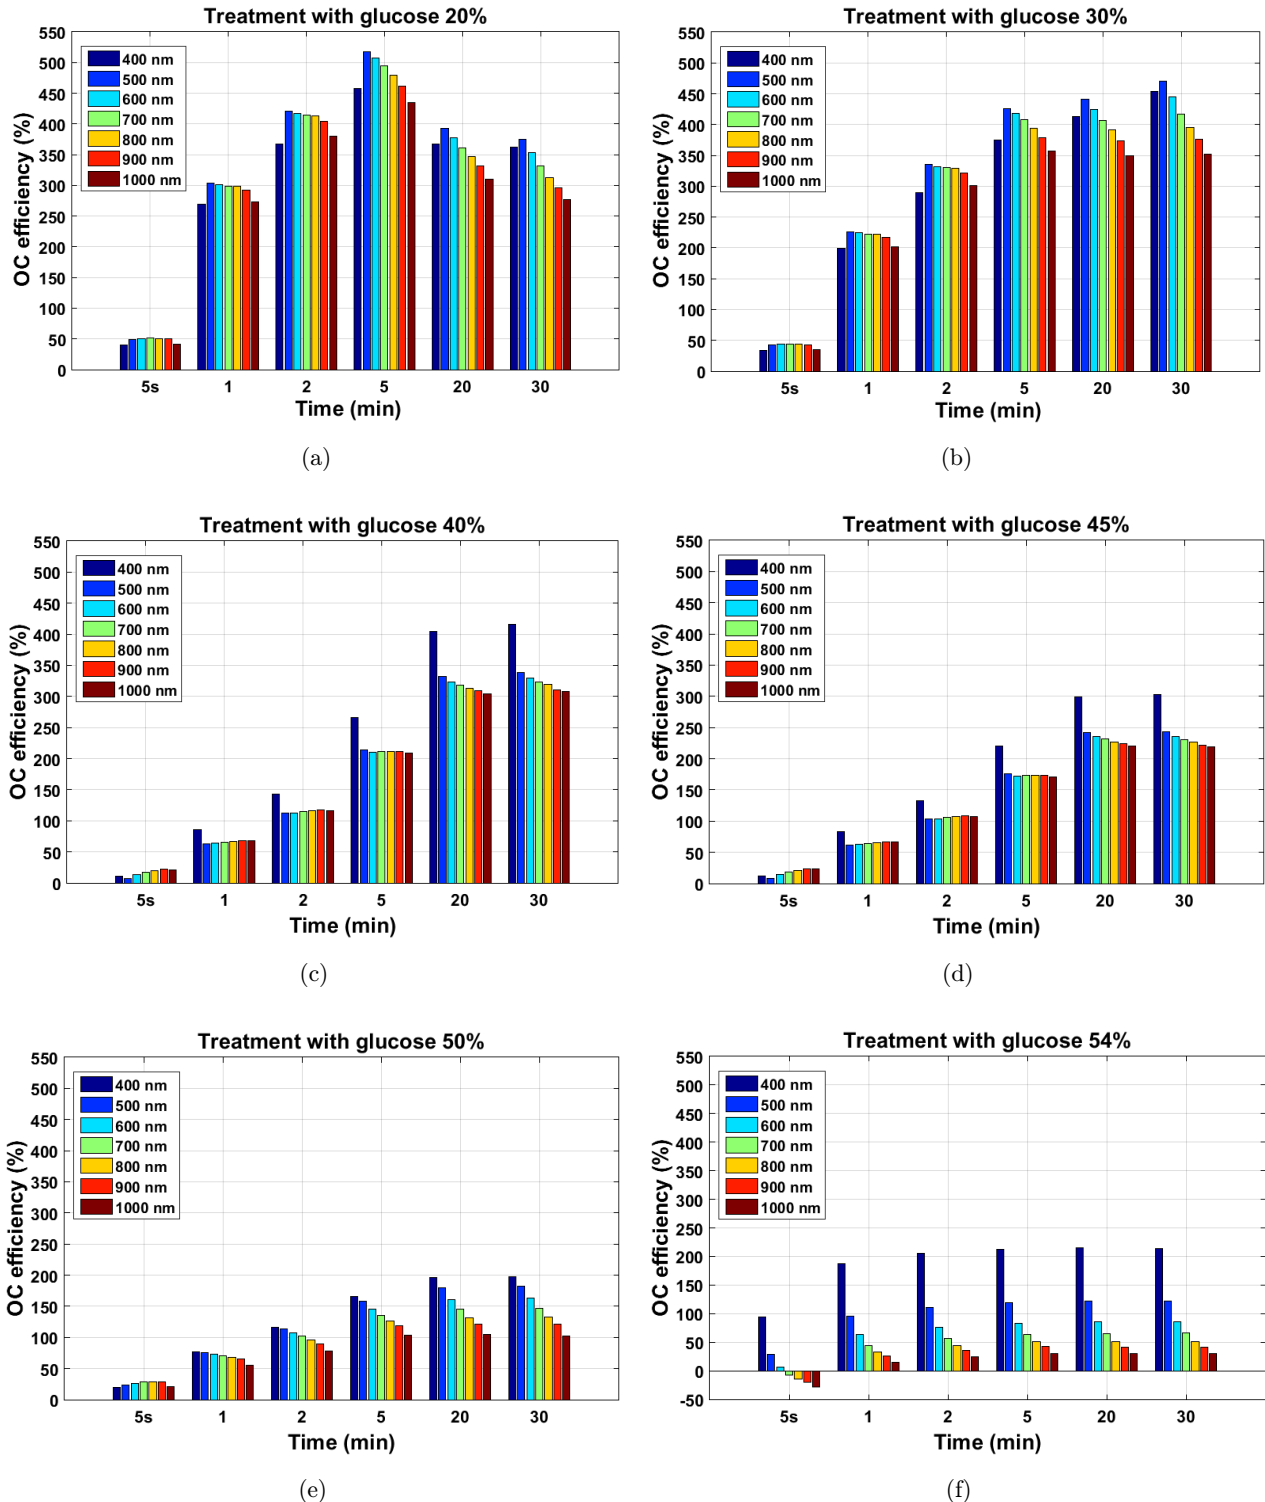 Treatment with glucose 20%
OC efficiency (%)
550
500
450
400
350
300
250
200
150
100
50
0
400 nm
500 nm
600 nm
700 nm
800 nm
900 nm
1000 nm
5s 1 2 5 20 30
Time (min)
(a)
Treatment with glucose 30%
OC efficiency (%)
550
500
450
400
350
300
250
200
150
100
50
0
400 nm
500 nm
600 nm
700 nm
800 nm
900 nm
1000 nm
5s 1 2 5 20 30
Time (min)
(b)
Treatment with glucose 40%
OC efficiency (%)
550
500
450
400
350
300
250
200
150
100
50
0
400 nm
500 nm
600 nm
700 nm
800 nm
900 nm
1000 nm
5s 1 2 5 20 30
Time (min)
(c)
Treatment with glucose 45%
OC efficiency (%)
550
500
450
400
350
300
250
200
150
100
50
0
400 nm
500 nm
600 nm
700 nm
800 nm
900 nm
1000 nm
5s 1 2 5 20 30
Time (min)
(d)
Treatment with glucose 50%
OC efficiency (%)
550
500
450
400
350
300
250
200
150
100
50
0
400 nm
500 nm
600 nm
700 nm
800 nm
900 nm
1000 nm
5s 1 2 5 20 30
Time (min)
(e)
Treatment with glucose 54%
OC efficiency (%)
550
500
450
400
350
300
250
200
150
100
50
0
-50
400 nm
500 nm
600 nm
700 nm
800 nm
900 nm
1000 nm
5s 1 2 5 20 30
Time (min)
(f)